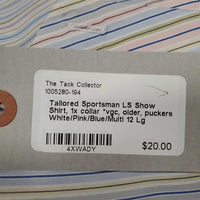 The Tack Collector
1005280-194
Tailored Sportsman LS Show
Shirt, 1x collar *vgc, older, puckers
White/Pink/Blue/Multi 12 Lg
4XWADY
$20.00